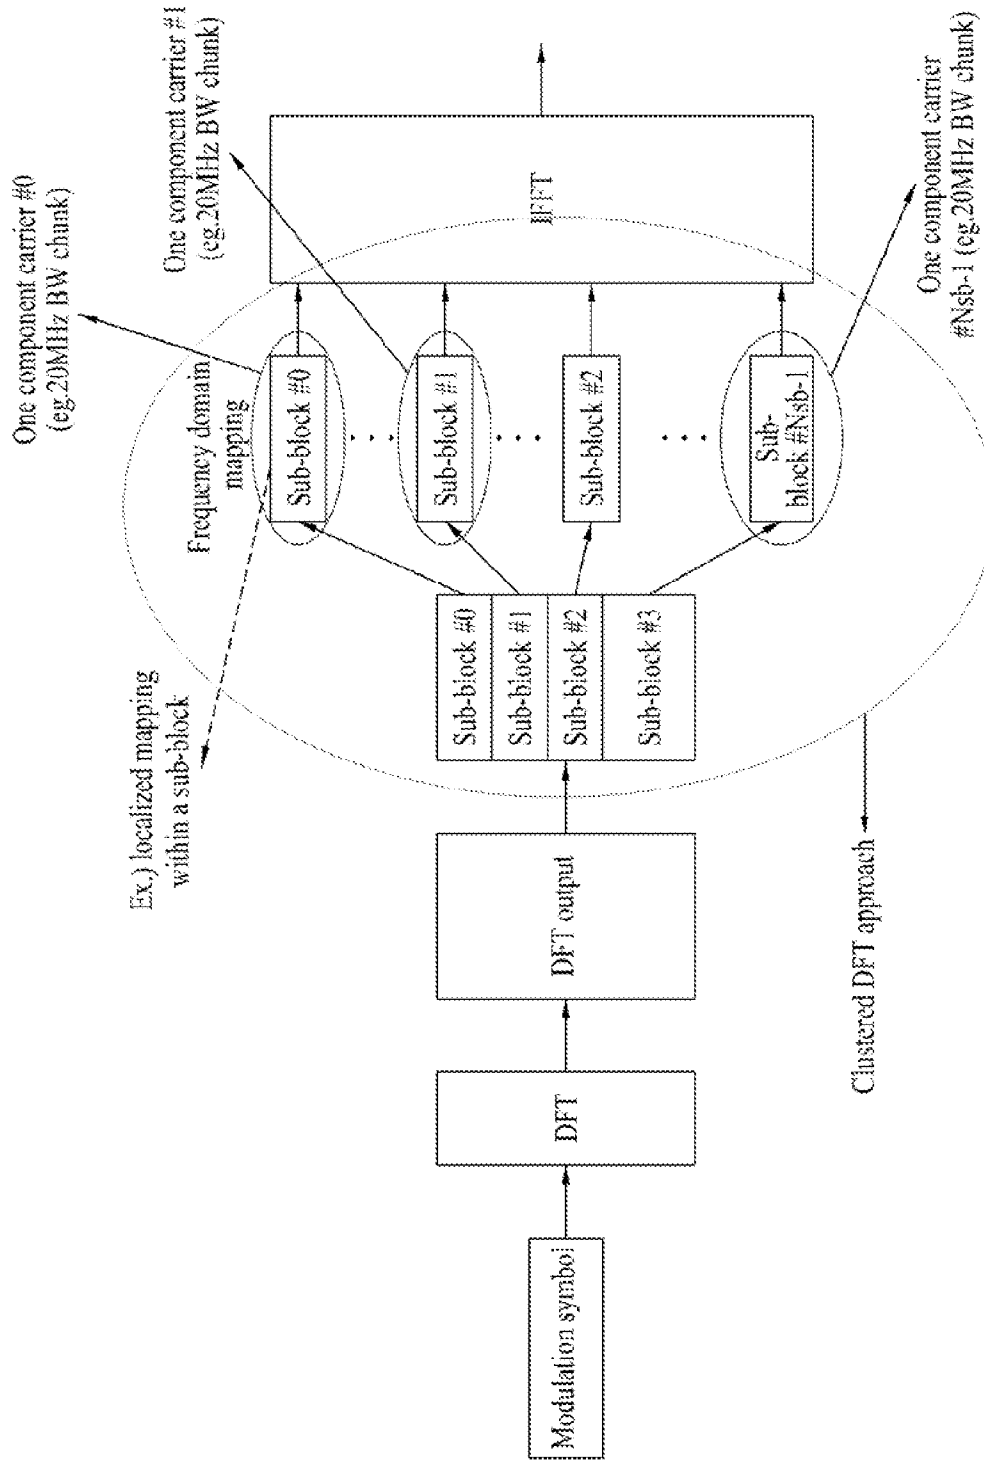 One component carrier #0
(eg.20MHz BW chunk)
One component carrier #1
(eg.20MHz BW chunk)
Ex.) localized mapping
within a sub-block
Frequency domain
mapping
Modulation symbol
DFT
DFT output
Sub-block #0
Sub-block #1
Sub-block #2
Sub-block #3
Sub-block #0
Sub-block #1
Sub-block #2
Sub-
block #Nsb-1
IFFT
One component carrier
#Nsb-1 (eg.20MHz BW chunk)
Clustered DFT approach